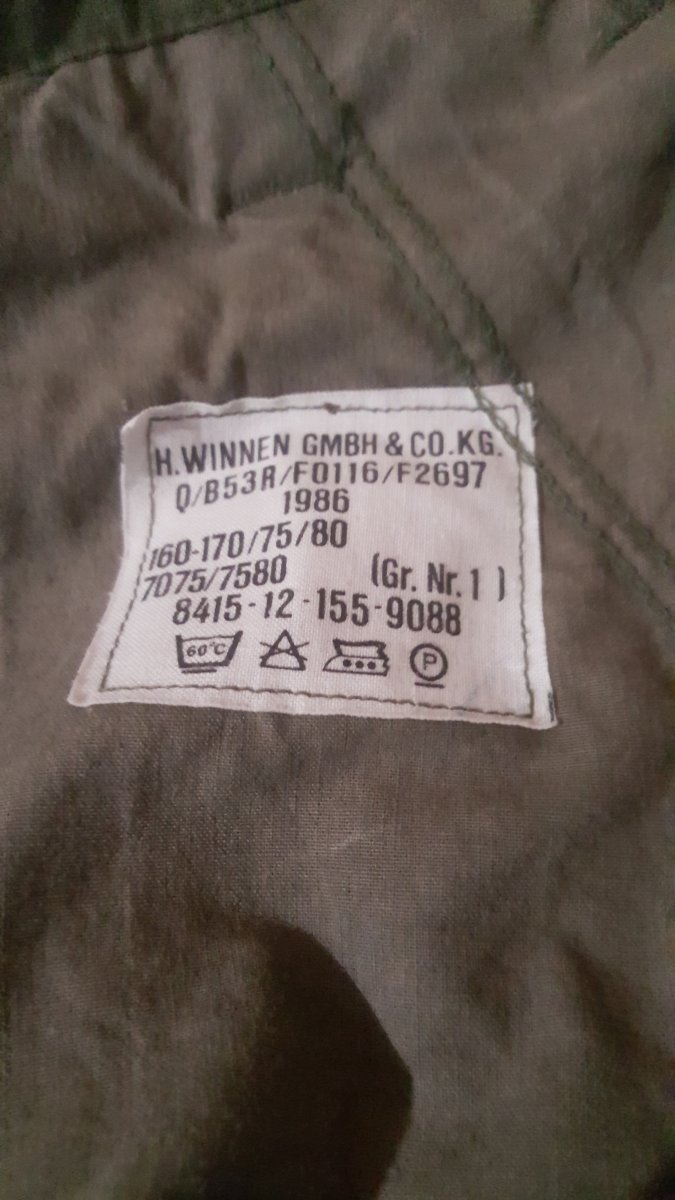 H. WINNEN GMBH & CO. KG.
Q/B53R/F0116/F2697
1986
160-170/75/80
7075/7580 (Gr. Nr. 1)
8415-12-155-9088
60°C P